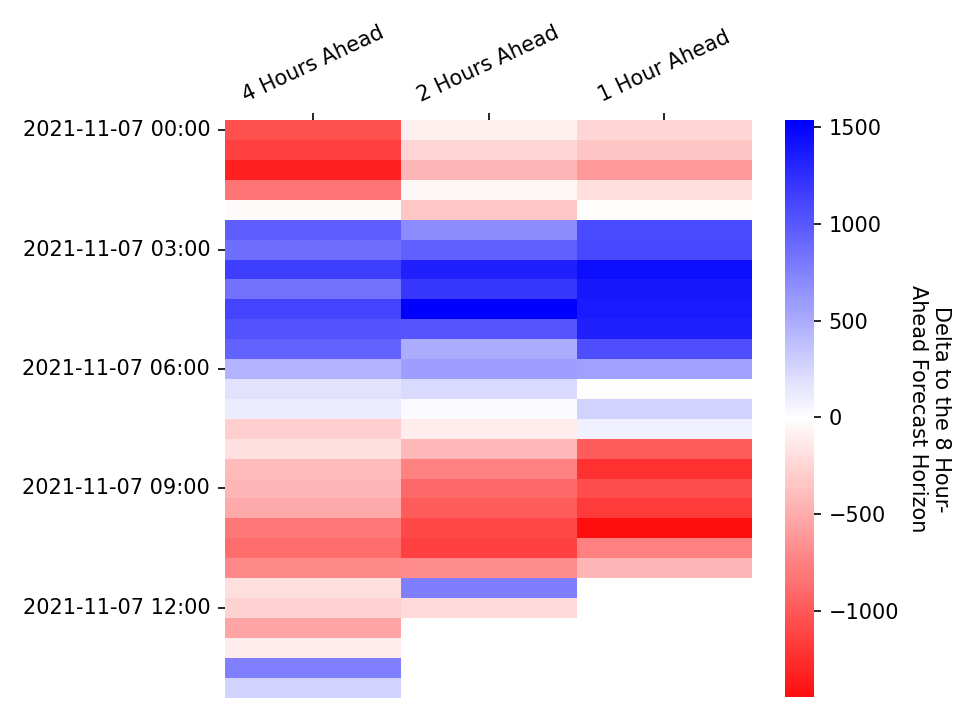 4 Hours Ahead
2 Hours Ahead
1 Hour Ahead
2021-11-07 00:00
2021-11-07 03:00
2021-11-07 06:00
2021-11-07 09:00
2021-11-07 12:00
1500
1000
500
0
−500
−1000
Delta to the 8 Hour-
Ahead Forecast Horizon